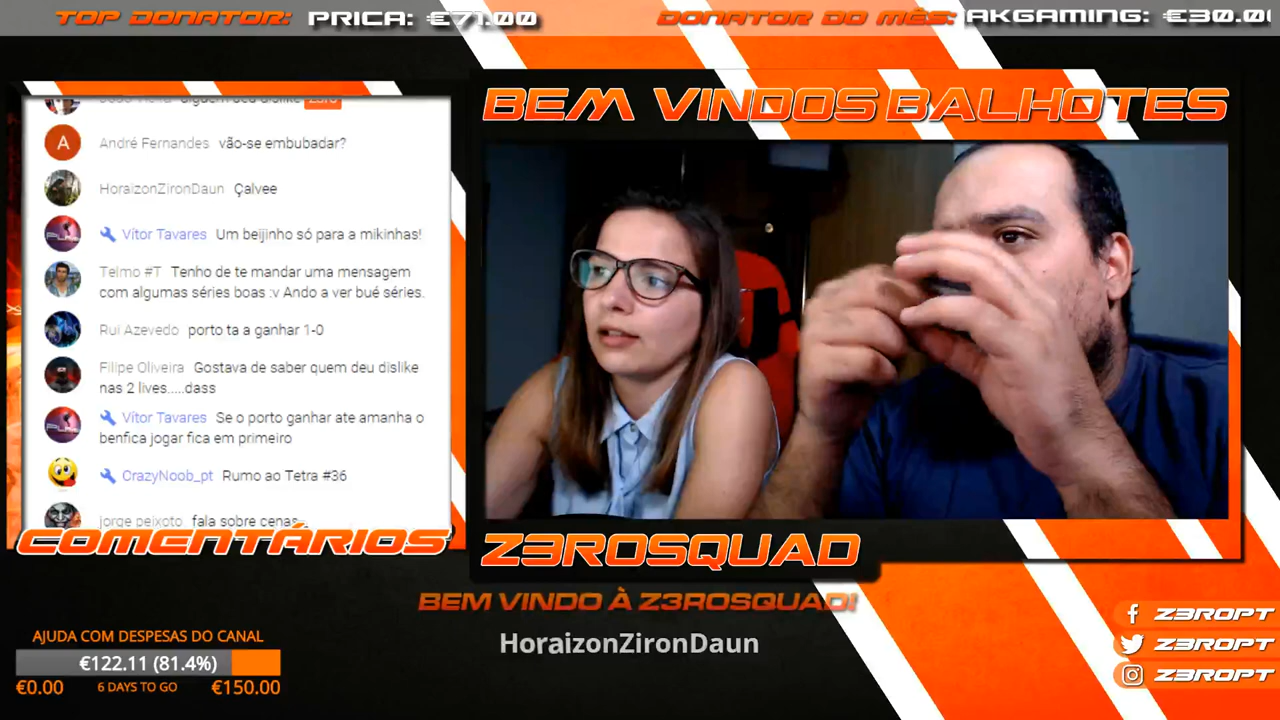 TOP DONATOR: PRICA: €71.00
DONATOR DO MÊS: AKGAMING: €30.0
BEM VINDOS BALHOTES
A André Fernandes vão-se embubadar?
HoraizonZironDaun Çalvee
Vítor Tavares Um beijinho só para a mikinhas!
Telmo #T Tenho de te mandar uma mensagem
com algumas séries boas :v Ando a ver bué séries.
Rui Azevedo porto ta a ganhar 1-0
Filipe Oliveira Gostava de saber quem deu dislike
nas 2 lives.....dass
Vítor Tavares Se o porto ganhar ate amanha o
benfica jogar fica em primeiro
CrazyNoob_pt Rumo ao Tetra #36
jorge peixoto fala sobre cenas
COMENTÁRIOS
Z3ROSQUAD
BEM VINDO À Z3ROSQUAD!
HoraizonZironDaun
AJUDA COM DESPESAS DO CANAL
€122.11 (81.4%)
€0.00 6 DAYS TO GO €150.00
Z3ROPT
Z3ROPT
Z3ROPT